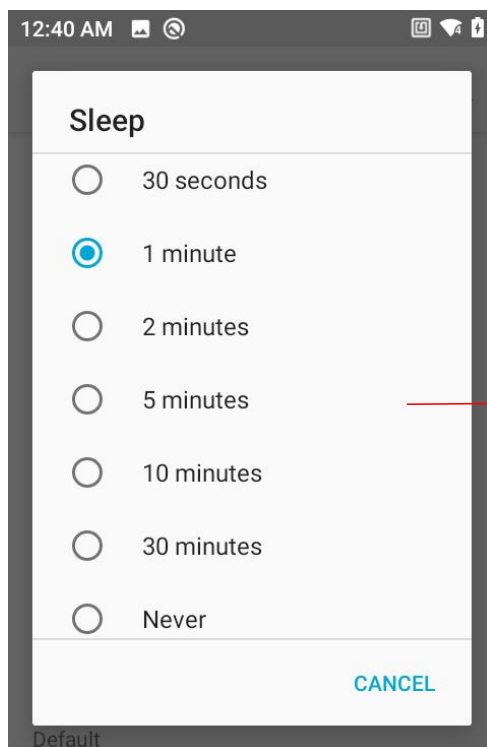 12:40 AM
Sleep
30 seconds
1 minute
2 minutes
5 minutes
10 minutes
30 minutes
Never
CANCEL
Default